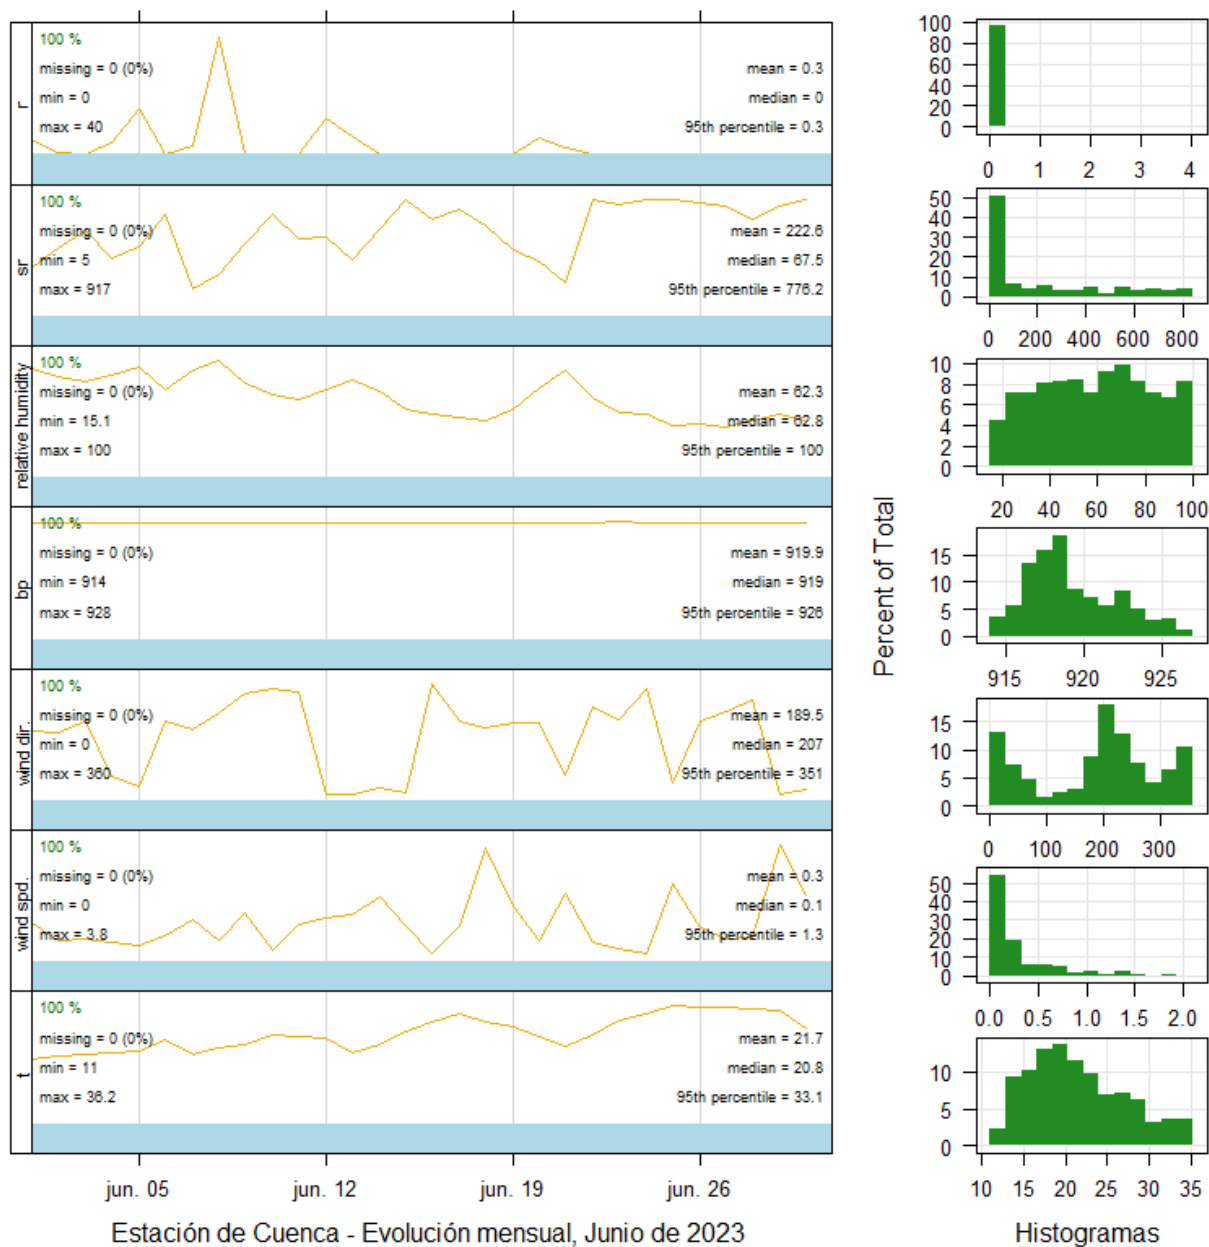 r
100 %
missing = 0 (0%)
min = 0
max = 40
mean = 0.3
median = 0
95th percentile = 0.3
sr
100 %
missing = 0 (0%)
min = 5
max = 917
mean = 222.6
median = 67.5
95th percentile = 776.2
relative humidity
100 %
missing = 0 (0%)
min = 15.1
max = 100
mean = 62.3
median = 62.8
95th percentile = 100
bp
100 %
missing = 0 (0%)
min = 914
max = 928
mean = 919.9
median = 919
95th percentile = 926
wind dir.
100 %
missing = 0 (0%)
min = 0
max = 360
mean = 189.5
median = 207
95th percentile = 351
wind spd.
100 %
missing = 0 (0%)
min = 0
max = 3.8
mean = 0.3
median = 0.1
95th percentile = 1.3
t
100 %
missing = 0 (0%)
min = 11
max = 36.2
mean = 21.7
median = 20.8
95th percentile = 33.1
jun. 05 jun. 12 jun. 19 jun. 26
Estación de Cuenca - Evolución mensual, Junio de 2023
Percent of Total
100
80
60
40
20
0
0 1 2 3 4
50
40
30
20
10
0
0 200 400 600 800
10
8
6
4
2
0
20 40 60 80 100
15
10
5
0
915 920 925
15
10
5
0
0 100 200 300
50
40
30
20
10
0
0.0 0.5 1.0 1.5 2.0
10
5
0
10 15 20 25 30 35
Histogramas